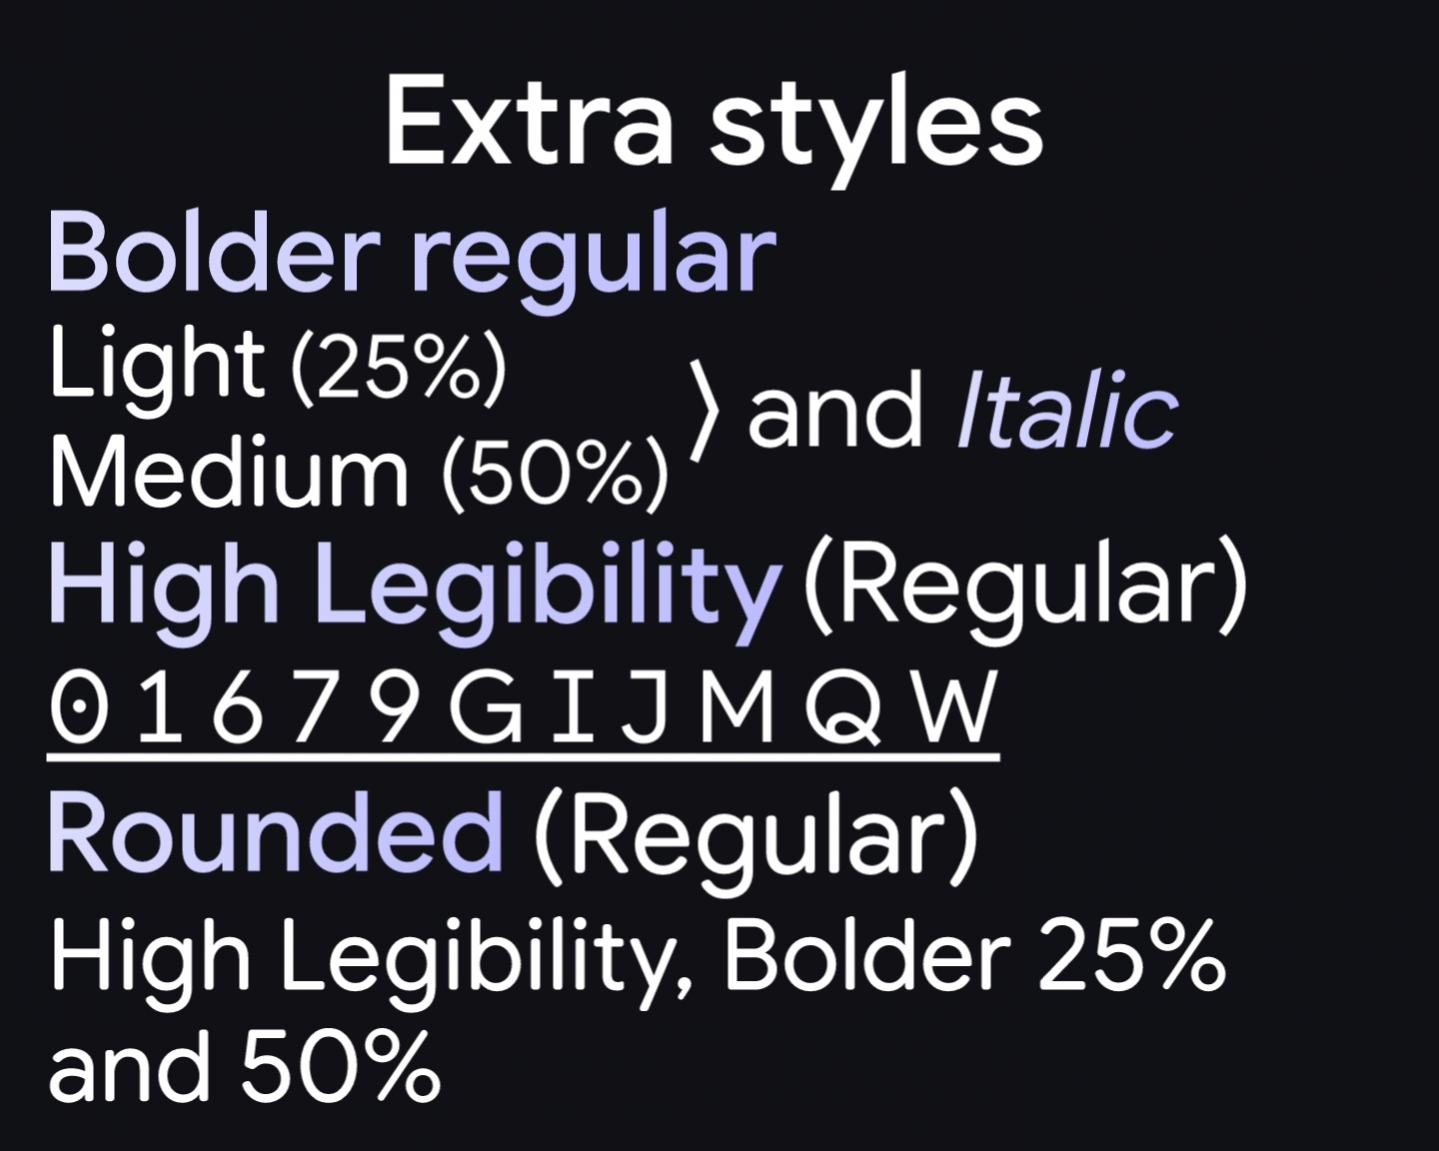 Extra styles
Bolder regular
Light (25%)
Medium (50%)
⟩ and Italic
High Legibility (Regular)
0 1 6 7 9 G I J M Q W
Rounded (Regular)
High Legibility, Bolder 25%
and 50%